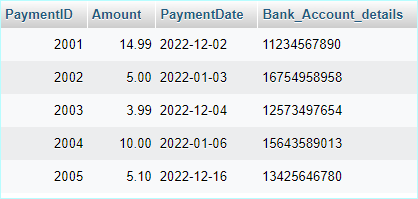 PaymentID Amount PaymentDate Bank_Account_details
2001 14.99 2022-12-02 11234567890
2002 5.00 2022-01-03 16754958958
2003 3.99 2022-12-04 12573497654
2004 10.00 2022-01-06 15643589013
2005 5.10 2022-12-16 13425646780